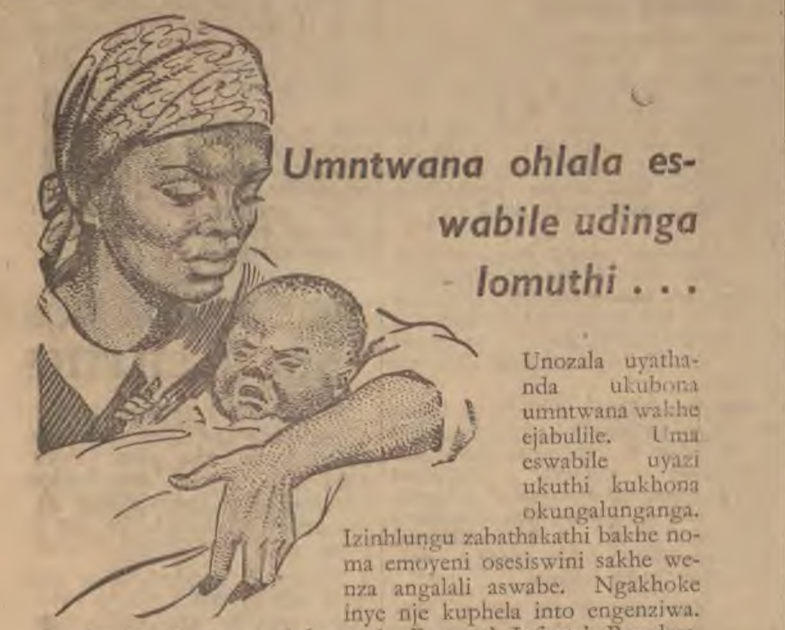 Umntwana ohlala es-
wabile udinga
lomuthi . . .
Unozala uyatha-
nda ukubona
umntwana wakhe
ejabulile. Uma
eswabile uyazi
ukuthi kukhona
okungalunganga.
Izinhlungu zabathakathi bakhe no-
ma emoyeni osesiswini sakhe we-
nza angalali aswabe. Ngakhoke
inye nje kuphela into engenziwa.